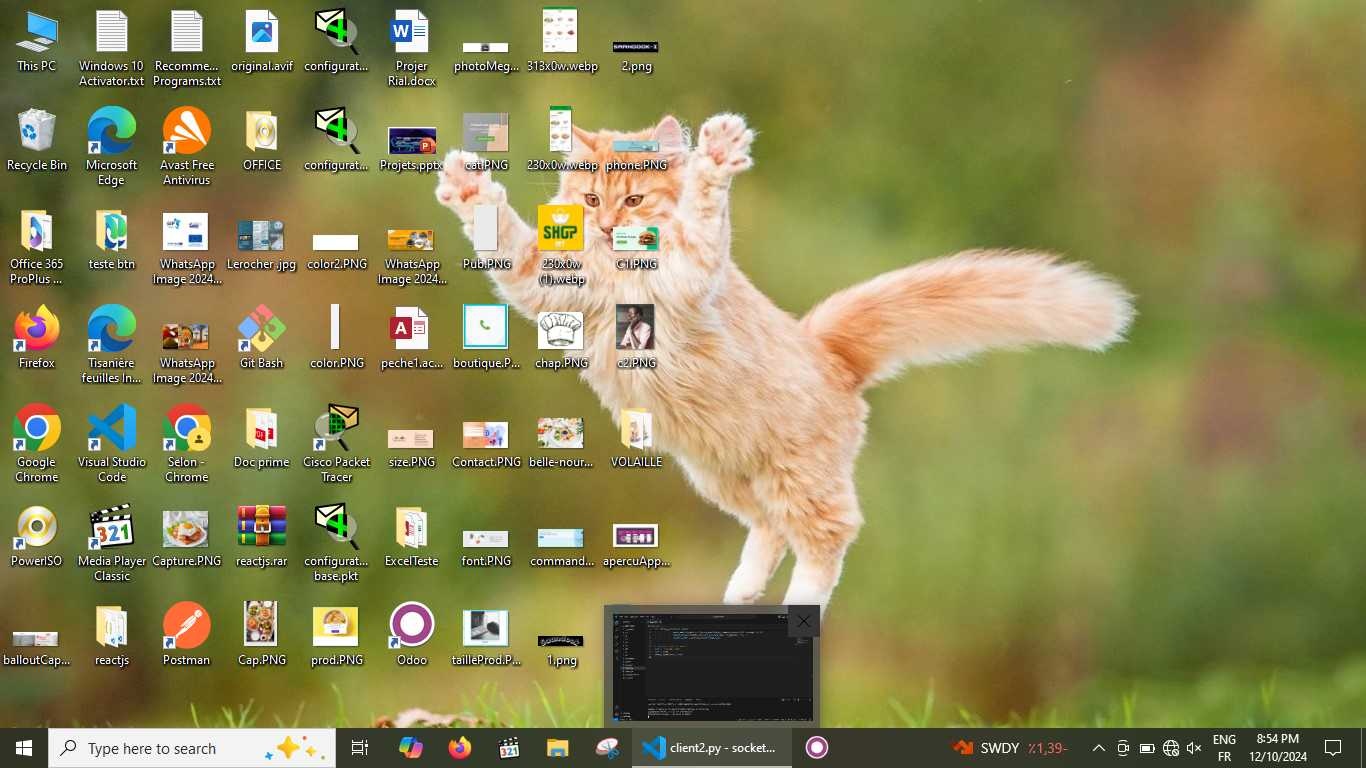 This PC
Windows 10
Activator.txt
Recomme...
Programs.txt
original.avif
configurat...
Projer
Rial.docx
photoMeg...
313x0w.webp
2.png
Recycle Bin
Microsoft
Edge
Avast Free
Antivirus
OFFICE
configurat...
Projets.pptx
cat.PNG
230x0w.webp
phone.PNG
Office 365
ProPlus ...
teste btn
WhatsApp
Image 2024...
Lerocher .jpg
color2.PNG
WhatsApp
Image 2024...
Pub.PNG
SHOP
230x0w
(1).webp
C1.PNG
Firefox
Tisanière
feuilles In...
WhatsApp
Image 2024...
Git Bash
color.PNG
peche1.ac...
boutique.P...
chap.PNG
c2.PNG
Google
Chrome
Visual Studio
Code
Selon -
Chrome
Doc prime
Cisco Packet
Tracer
size.PNG
Contact.PNG
belle-nour...
VOLAILLE
PowerISO
321
Media Player
Classic
Capture.PNG
reactjs.rar
configurat...
base.pkt
ExcelTeste
font.PNG
command...
apercuApp...
balloutCap...
reactjs
Postman
Cap.PNG
prod.PNG
Odoo
tailléProd.P...
1.png
Type here to search
321
client2.py - socket...
SWDY ٪1,39-
ENG
FR
8:54 PM
12/10/2024